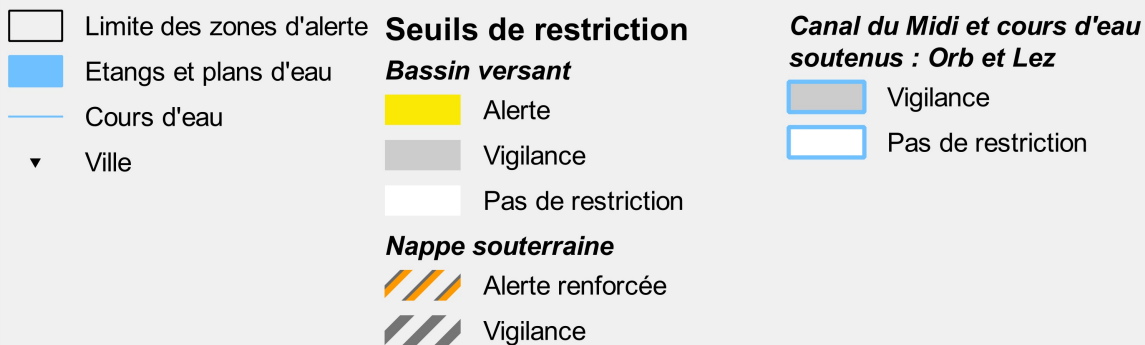 Limite des zones d'alerte
Etangs et plans d'eau
Cours d'eau
Ville
Seuils de restriction
Bassin versant
Alerte
Vigilance
Pas de restriction
Nappe souterraine
Alerte renforcée
Vigilance
Canal du Midi et cours d'eau
soutenus : Orb et Lez
Vigilance
Pas de restriction